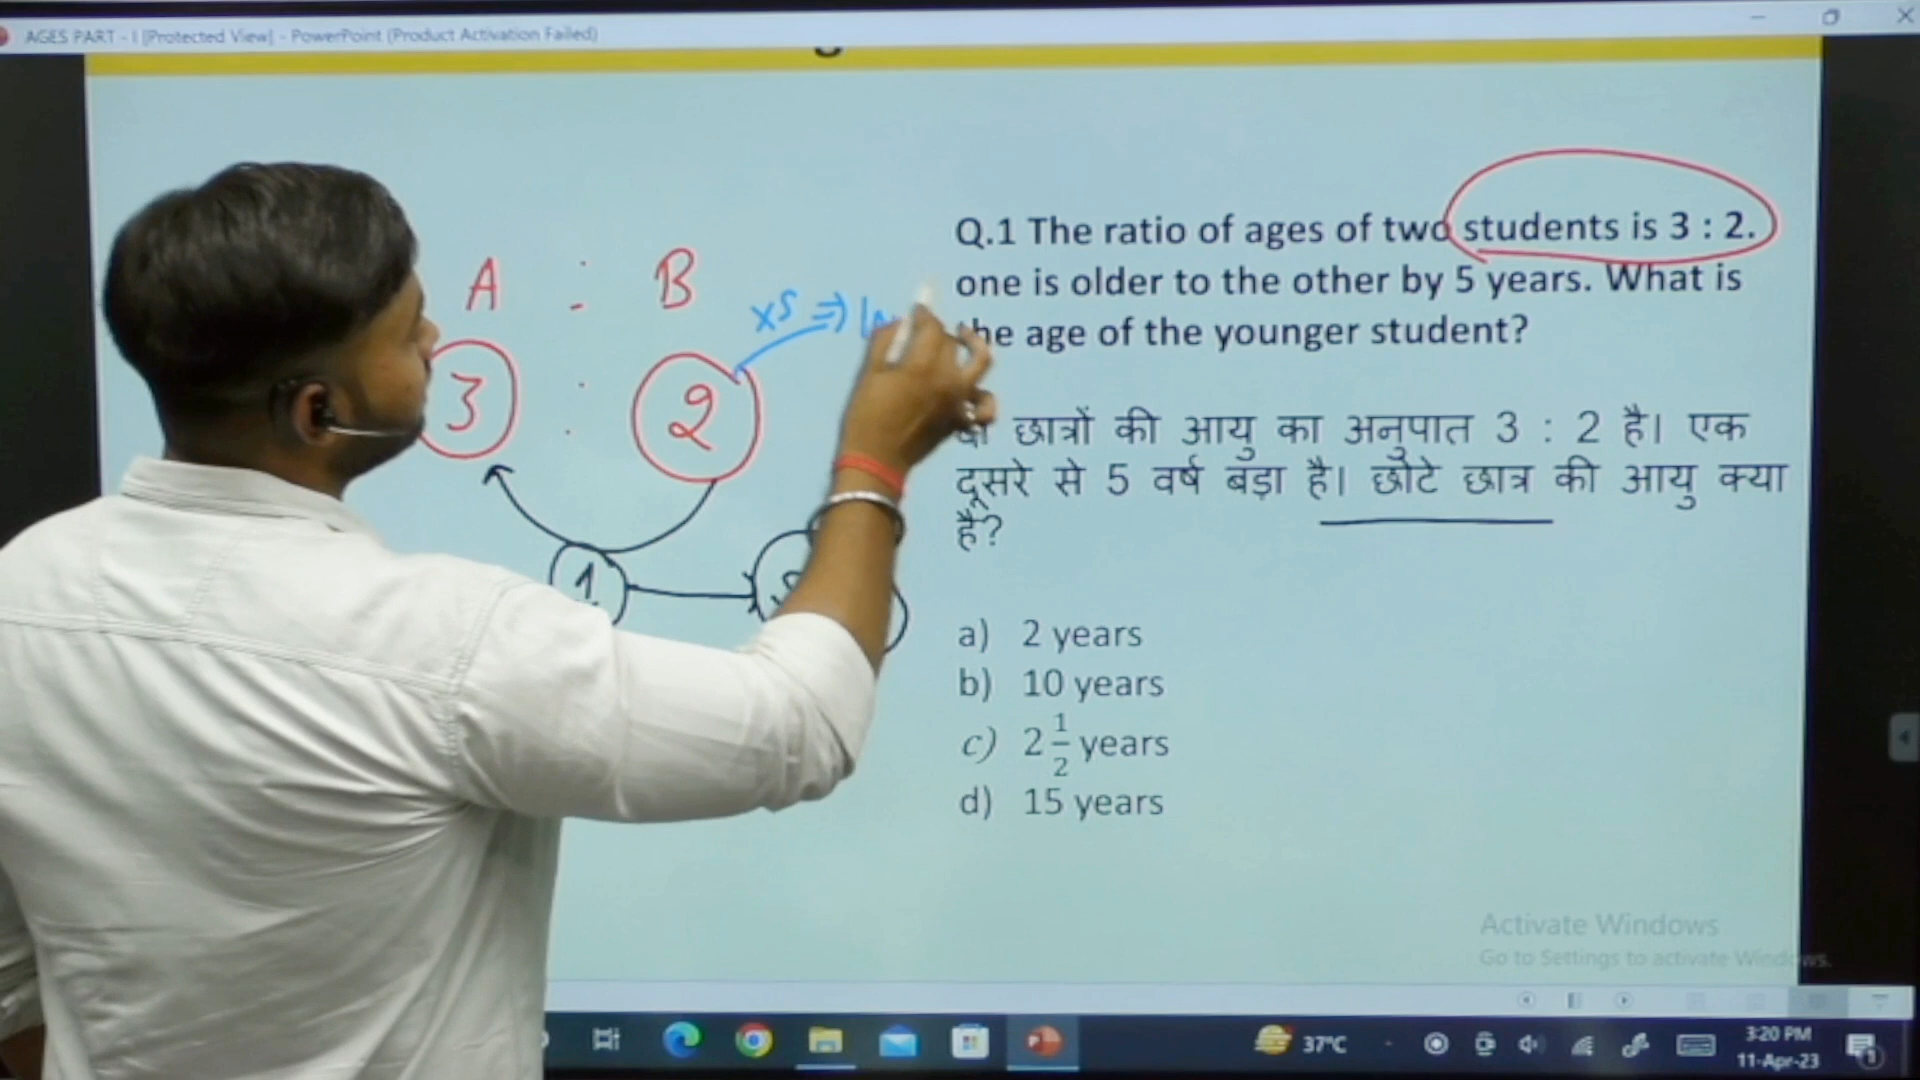 AGES PART - I [Protected View] - PowerPoint (Product Activation Failed)
Q.1 The ratio of ages of two students is 3 : 2.
one is older to the other by 5 years. What is
the age of the younger student?
छात्रों की आयु का अनुपात 3 : 2 है। एक
दूसरे से 5 वर्ष बड़ा है। छोटे छात्र की आयु क्या
है?
a) 2 years
b) 10 years
c) 2 1/2 years
d) 15 years
A : B
×5 ⇒
3 : 2
1
Activate Windows
Go to Settings to activate Windows.
37°C
3:20 PM
11-Apr-23